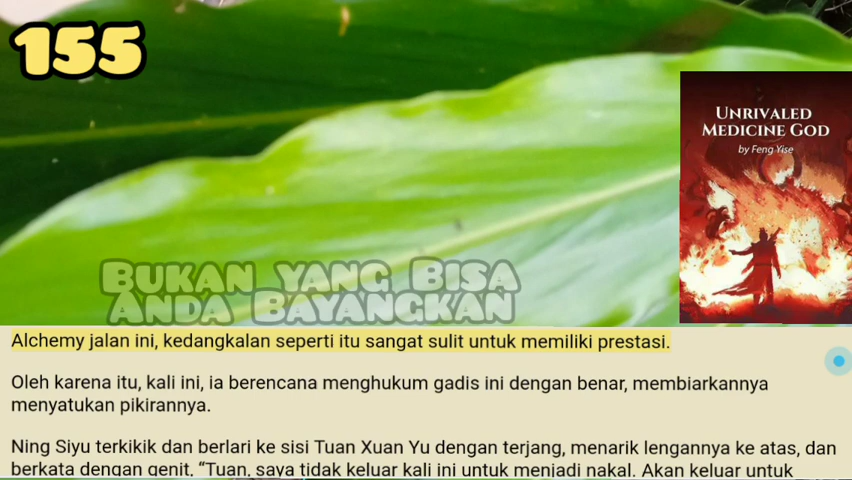 155
UNRIVALED
MEDICINE GOD
by Feng Yise
BUKAN YANG BISA
ANDA BAYANGKAN
Alchemy jalan ini, kedangkalan seperti itu sangat sulit untuk memiliki prestasi.
Oleh karena itu, kali ini, ia berencana menghukum gadis ini dengan benar, membiarkannya
menyatukan pikirannya.
Ning Siyu terkikik dan berlari ke sisi Tuan Xuan Yu dengan terjang, menarik lengannya ke atas, dan
berkata dengan genit, “Tuan, saya tidak keluar kali ini untuk menjadi nakal. Akan keluar untuk